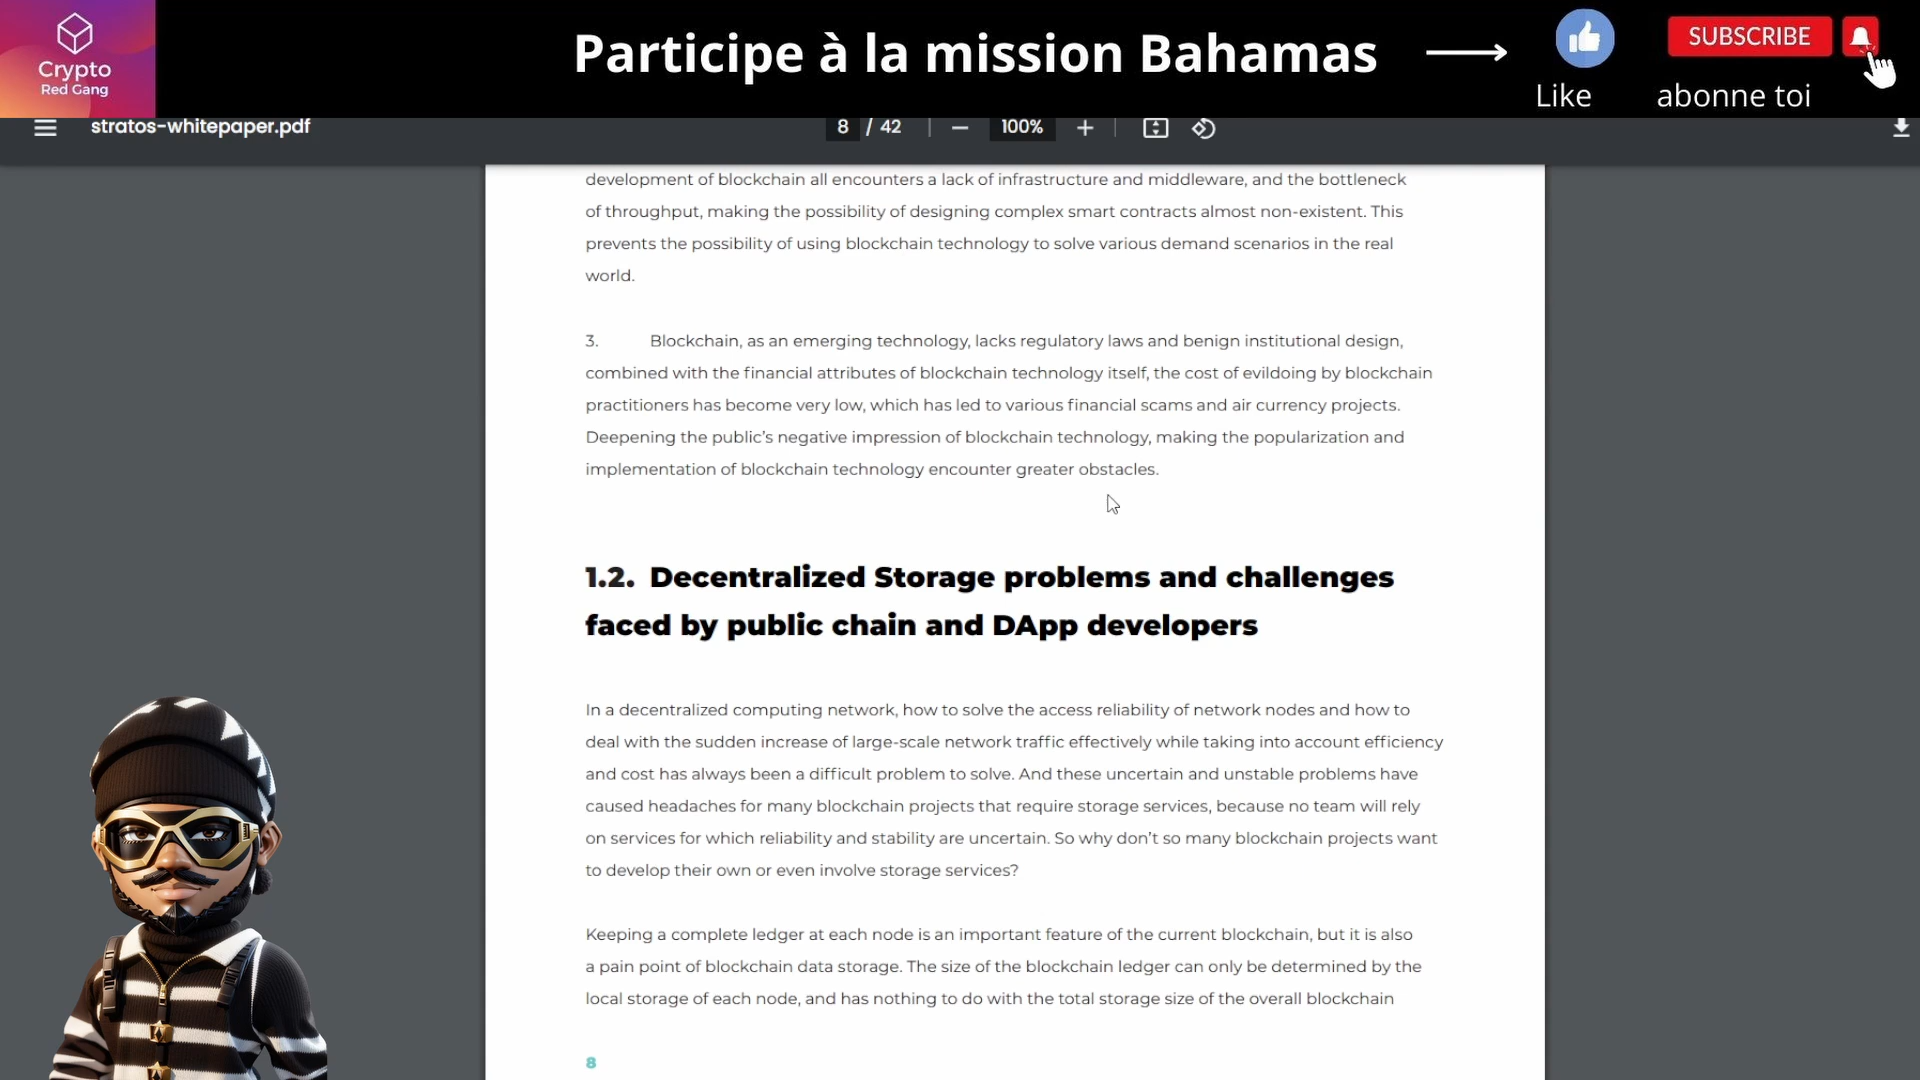 Crypto
Red Gang
Participe à la mission Bahamas
SUBSCRIBE
Like
abonne toi
stratos-whitepaper.pdf
8 / 42
100%
development of blockchain all encounters a lack of infrastructure and middleware, and the bottleneck
of throughput, making the possibility of designing complex smart contracts almost non-existent. This
prevents the possibility of using blockchain technology to solve various demand scenarios in the real
world.
3. Blockchain, as an emerging technology, lacks regulatory laws and benign institutional design,
combined with the financial attributes of blockchain technology itself, the cost of evildoing by blockchain
practitioners has become very low, which has led to various financial scams and air currency projects.
Deepening the public's negative impression of blockchain technology, making the popularization and
implementation of blockchain technology encounter greater obstacles.
1.2. Decentralized Storage problems and challenges
faced by public chain and DApp developers
In a decentralized computing network, how to solve the access reliability of network nodes and how to
deal with the sudden increase of large-scale network traffic effectively while taking into account efficiency
and cost has always been a difficult problem to solve. And these uncertain and unstable problems have
caused headaches for many blockchain projects that require storage services, because no team will rely
on services for which reliability and stability are uncertain. So why don't so many blockchain projects want
to develop their own or even involve storage services?
Keeping a complete ledger at each node is an important feature of the current blockchain, but it is also
a pain point of blockchain data storage. The size of the blockchain ledger can only be determined by the
local storage of each node, and has nothing to do with the total storage size of the overall blockchain
8